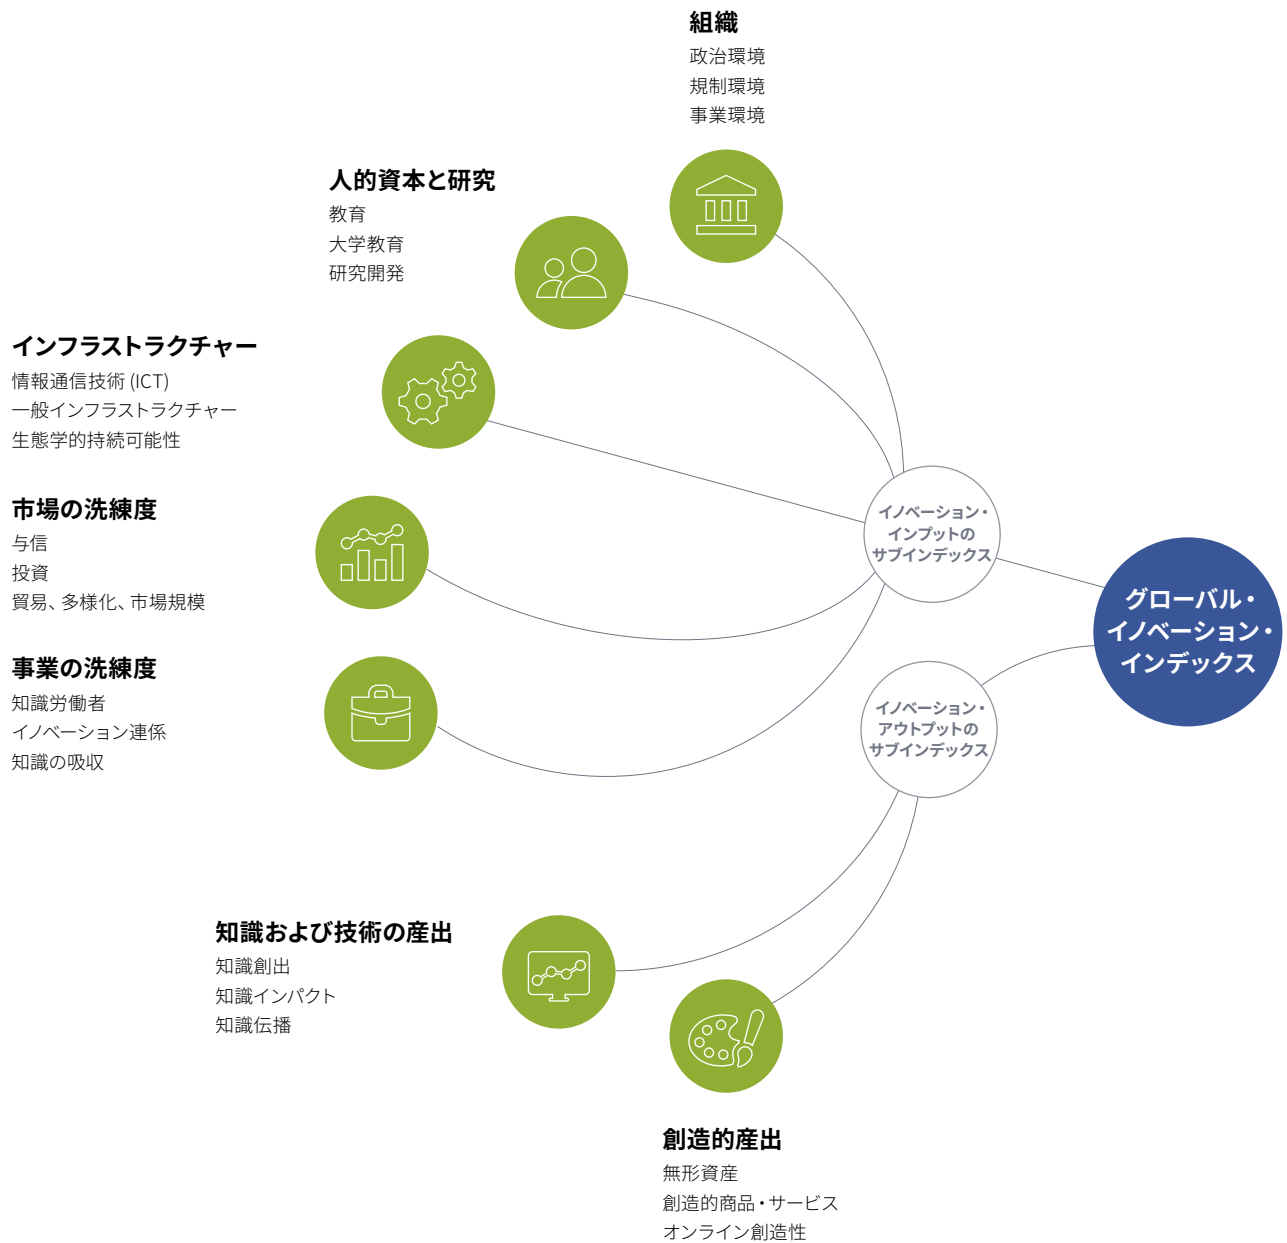 組織
政治環境
規制環境
事業環境
人的資本と研究
教育
大学教育
研究開発
インフラストラクチャー
情報通信技術 (ICT)
一般インフラストラクチャー
生態学的持続可能性
市場の洗練度
与信
投資
貿易、多様化、市場規模
事業の洗練度
知識労働者
イノベーション連係
知識の吸収
イノベーション・
インプットの
サブインデックス
グローバル・
イノベーション・
インデックス
イノベーション・
アウトプットの
サブインデックス
知識および技術の産出
知識創出
知識インパクト
知識伝播
創造的産出
無形資産
創造的商品・サービス
オンライン創造性